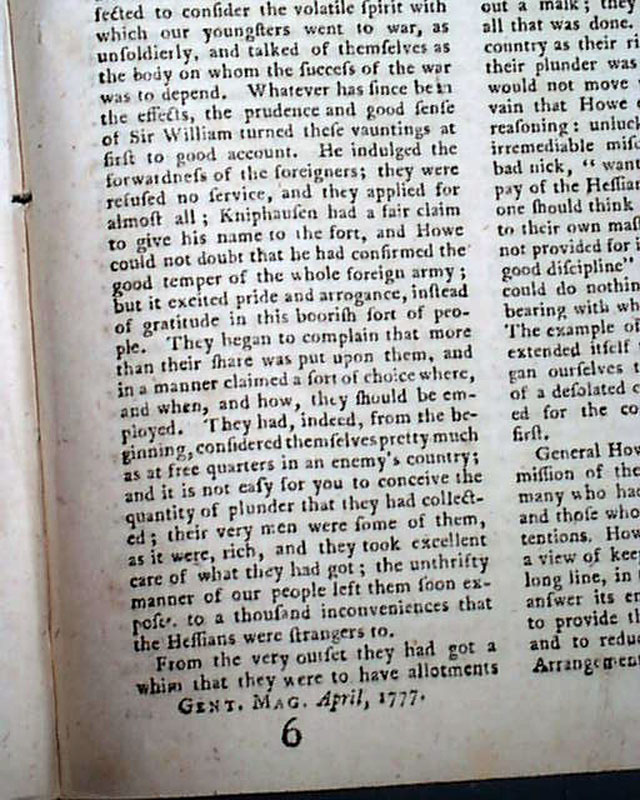 fected to conſider the volatile ſpirit with
which our youngſters went to war, as
unſoldierly, and talked of themſelves as
the body on whom the ſucceſs of the war
was to depend. Whatever has ſince been
the effects, the prudence and good ſenſe
of Sir William turned theſe vauntings at
firſt to good account. He indulged the
forwardneſs of the foreigners; they were
refuſed no ſervice, and they applied for
almoſt all; Kniphauſen had a fair claim
to give his name to the fort, and Howe
could not doubt that he had confirmed the
good temper of the whole foreign army;
but it excited pride and arrogance, inſtead
of gratitude in this booriſh ſort of peo-
ple. They began to complain that more
than their ſhare was put upon them, and
in a manner claimed a ſort of choice where,
and when, and how, they ſhould be em-
ployed. They had, indeed, from the be-
ginning, conſidered themſelves pretty much
as at free quarters in an enemy's country;
and it is not eaſy for you to conceive the
quantity of plunder that they had collect-
ed; their very men were ſome of them,
as it were, rich, and they took excellent
care of what they had got; the unthrifty
manner of our people left them ſoon ex-
poſe. to a thouſand inconveniences that
the Heſſians were ſtrangers to.
From the very outſet they had got a
whim that they were to have allotments
GENT. MAG. April, 1777.
6
out a maſk; they
all that was done.
country as their ri
their plunder was
would not move
vain that Howe
reaſoning: unluck
irremediable miſc
bad nick, "want
pay of the Heſſian
one ſhould think
to their own maſt
not provided for i
good diſcipline"
could do nothin
bearing with wh
The example of
extended itſelf
gan ourſelves t
of a deſolated c
ed for the co
firſt.
General How
miſſion of the
many who ha
and thoſe who
tentions. How
a view of keep
long line, in
anſwer its en
to provide th
and to redu
Arrangement